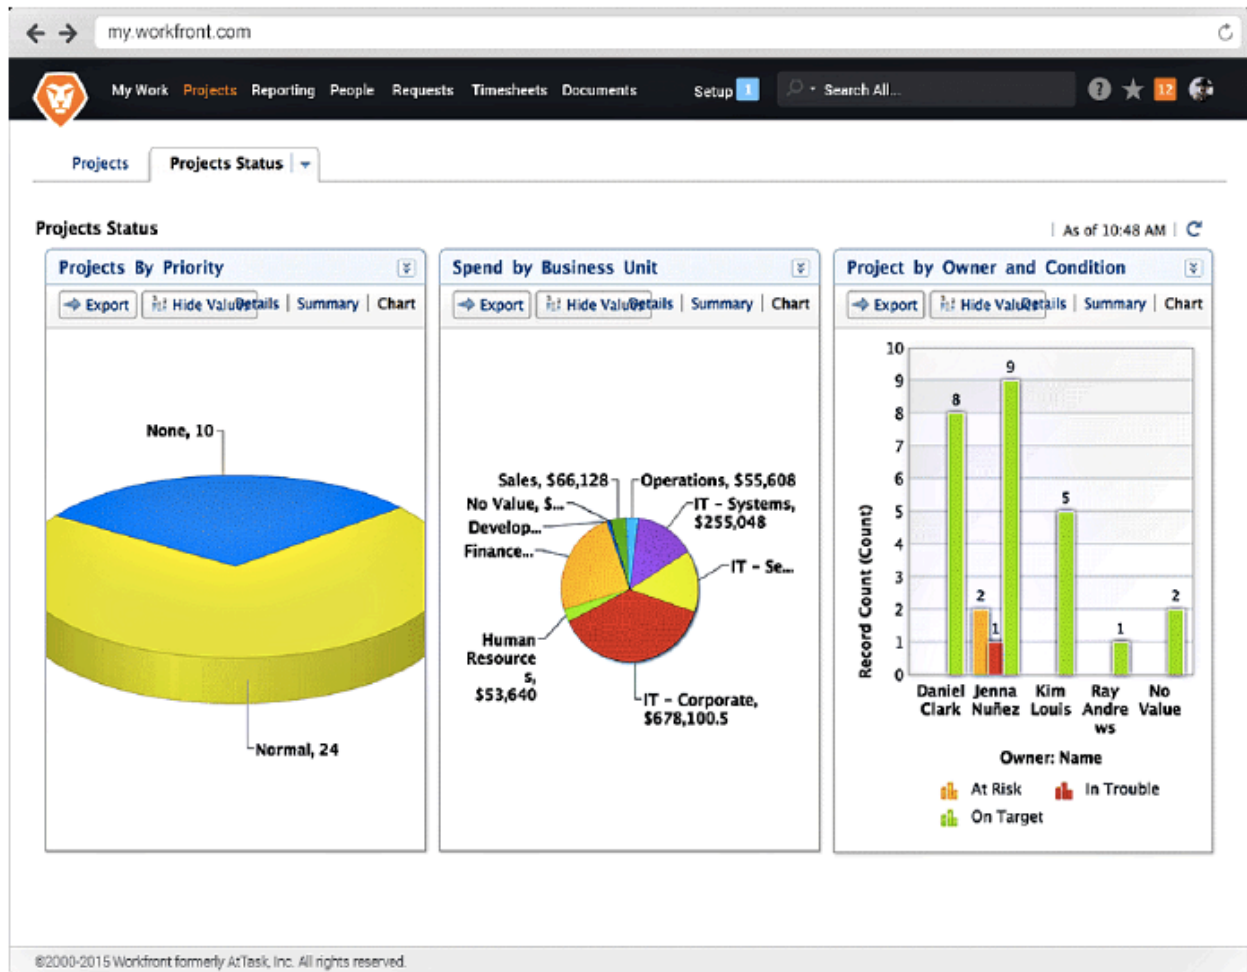 my.workfront.com
My Work Projects Reporting People Requests Timesheets Documents Setup 1 Search All... ? 12
Projects Projects Status
Projects Status
As of 10:48 AM
Projects By Priority
Export Hide Values Details | Summary | Chart
None, 10
Normal, 24
Spend by Business Unit
Export Hide Values Details | Summary | Chart
Sales, $66,128
Operations, $55,608
No Value, $...
IT - Systems,
$255,048
Develop...
Finance...
IT - Se...
Human
Resource
s,
$53,640
IT - Corporate,
$678,100.5
Project by Owner and Condition
Export Hide Values Details | Summary | Chart
Record Count (Count)
10
9
8
7
6
5
4
3
2
1
0
8
2
1
9
5
1
2
Daniel
Clark
Jenna
Nuñez
Kim
Louis
Ray
Andre
ws
No
Value
Owner: Name
At Risk
In Trouble
On Target
©2000-2015 Workfront formerly AtTask, Inc. All rights reserved.